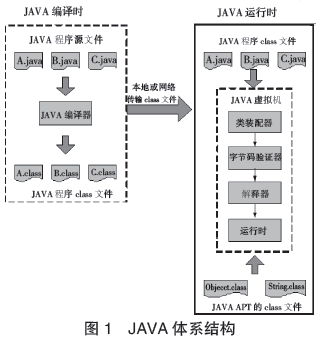 JAVA 编译时
JAVA 程序源文件
A.java
B.java
C.java
JAVA 编译器
A.class
B.class
C.class
JAVA 程序 class 文件
本地或网络
传输 class 文件
JAVA 运行时
JAVA 程序 class 文件
A.java
B.java
C.java
JAVA 虚拟机
类装配器
字节码验证器
解释器
运行时
Objecct.class
String.class
JAVA APT 的 class 文件
图 1 JAVA 体系结构